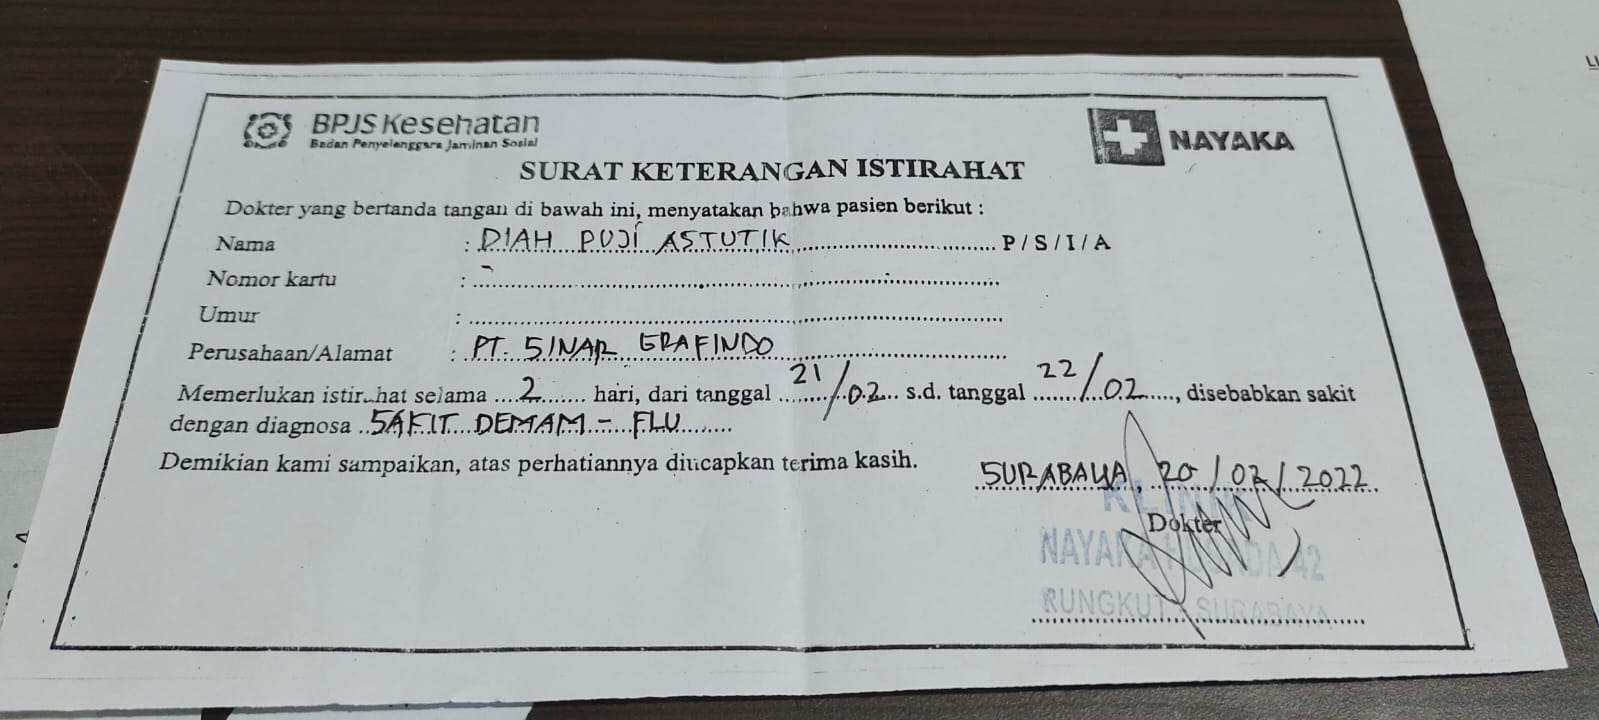 BPJS Kesehatan
Badan Penyelenggara Jaminan Sosial
NAYAKA
SURAT KETERANGAN ISTIRAHAT
Dokter yang bertanda tangan di bawah ini, menyatakan bahwa pasien berikut :
Nama : DIAH PUJI ASTUTIK P / S / I / A
Nomor kartu : -
Umur :
Perusahaan/Alamat : PT. SINAR GRAFINDO
Memerlukan istirahat selama 2 hari, dari tanggal 21/02 s.d. tanggal 22/02, disebabkan sakit
dengan diagnosa SAKIT DEMAM - FLU
Demikian kami sampaikan, atas perhatiannya diucapkan terima kasih.
SURABAYA, 20/02/2022
KLINIK
Dokter
NAYAKA HUSADA 42
RUNGKUT - SURABAYA